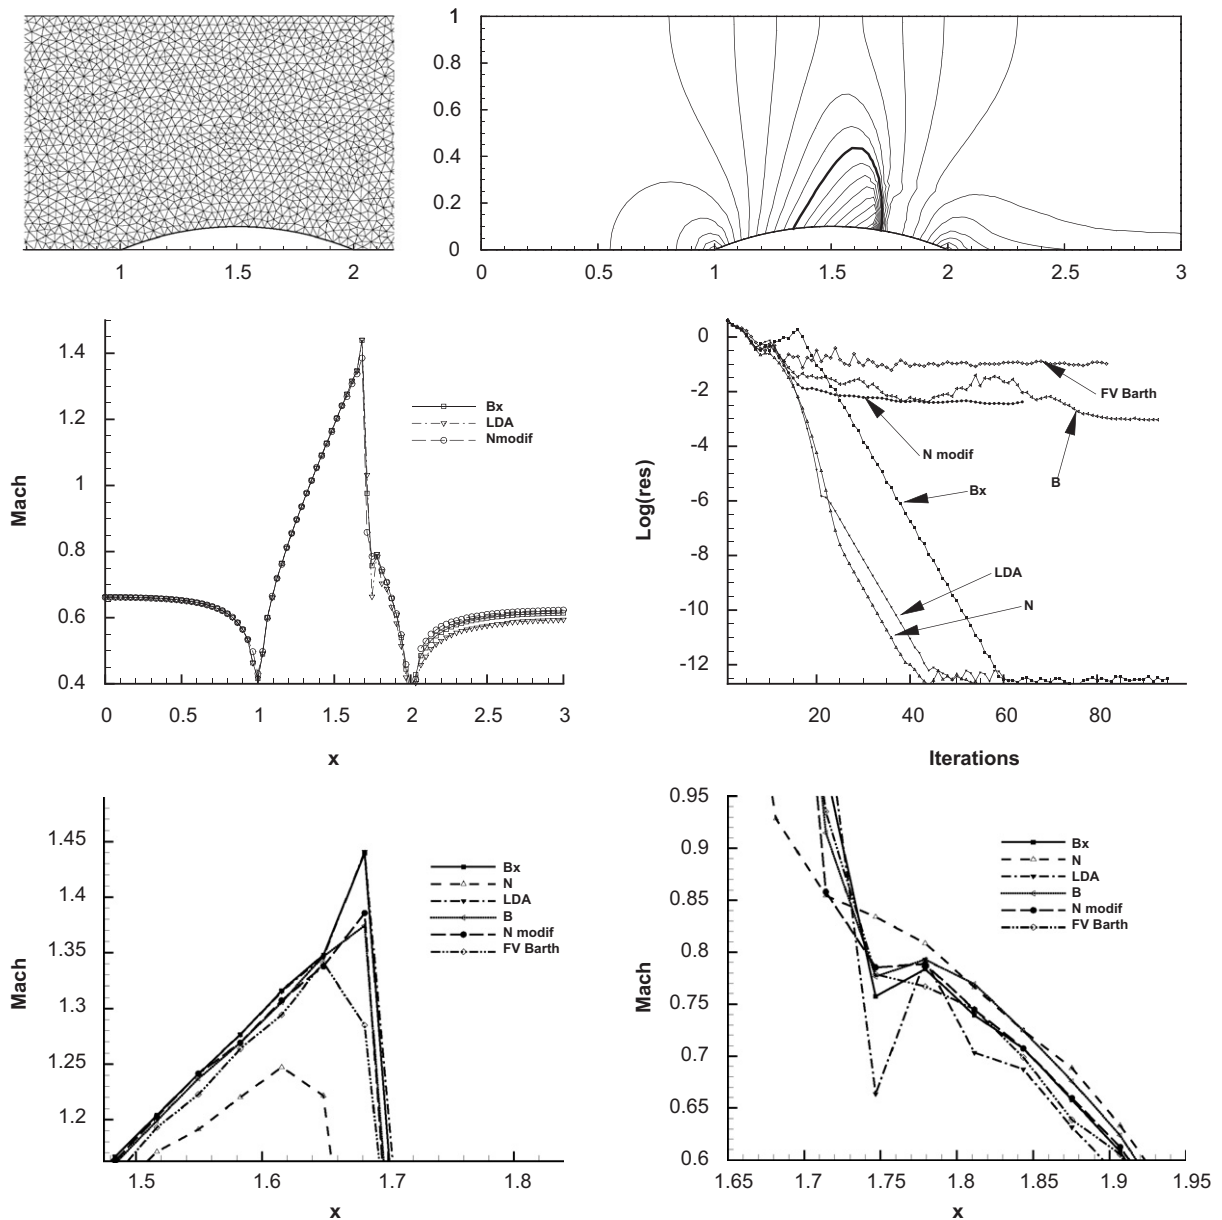 1
0.8
0.6
0.4
0.2
0
1
1.5
2
0
0.5
1
1.5
2
2.5
3
1.4
1.2
1
0.8
0.6
0.4
Mach
0
0.5
1
1.5
2
2.5
3
x
Bx
LDA
Nmodif
0
-2
-4
-6
-8
-10
-12
Log(res)
20
40
60
80
Iterations
FV Barth
N modif
B
Bx
LDA
N
1.45
1.4
1.35
1.3
1.25
1.2
Mach
1.5
1.6
1.7
1.8
x
Bx
N
LDA
B
N modif
FV Barth
0.95
0.9
0.85
0.8
0.75
0.7
0.65
0.6
Mach
1.65
1.7
1.75
1.8
1.85
1.9
1.95
x
Bx
N
LDA
B
N modif
FV Barth